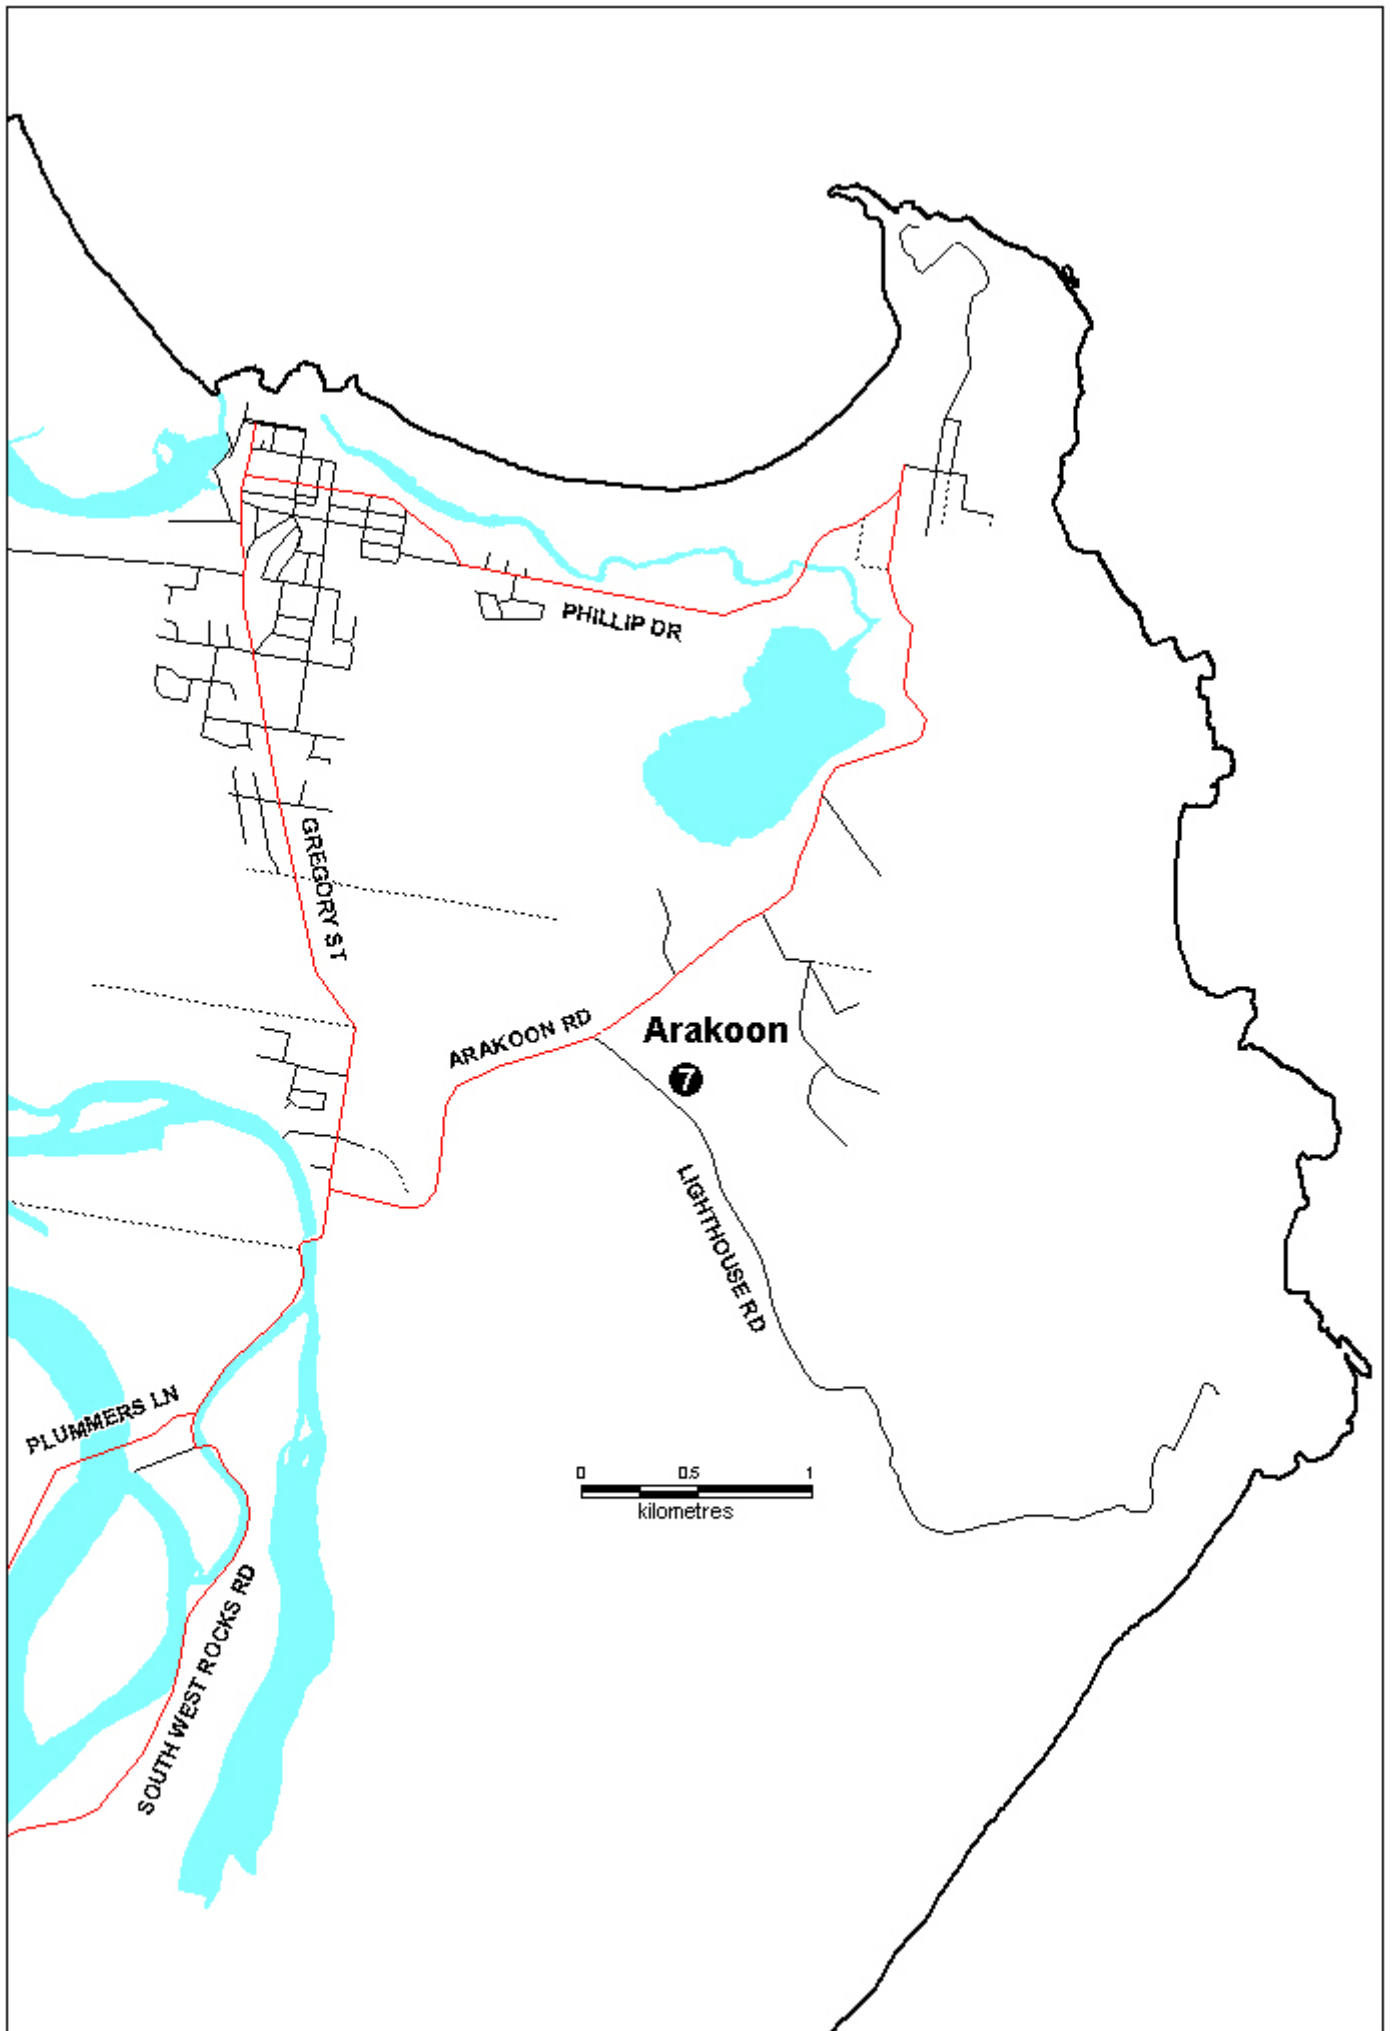 PHILLIP DR
GREGORY ST
ARAKOON RD
Arakoon
7
LIGHTHOUSE RD
PLUMMERS LN
0 0.5 1
kilometres
SOUTH WEST ROCKS RD